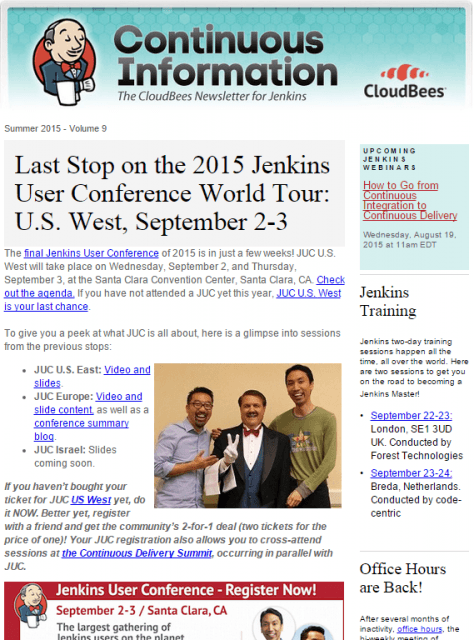 Continuous
Information
The CloudBees Newsletter for Jenkins
CloudBees
Summer 2015 - Volume 9
Last Stop on the 2015 Jenkins
User Conference World Tour:
U.S. West, September 2-3
The final Jenkins User Conference of 2015 is in just a few weeks! JUC U.S.
West will take place on Wednesday, September 2, and Thursday,
September 3, at the Santa Clara Convention Center, Santa Clara, CA. Check
out the agenda. If you have not attended a JUC yet this year, JUC U.S. West
is your last chance.
To give you a peek at what JUC is all about, here is a glimpse into sessions
from the previous stops:
• JUC U.S. East: Video and
slides.
• JUC Europe: Video and
slide content, as well as a
conference summary
blog.
• JUC Israel: Slides
coming soon.
If you haven't bought your
ticket for JUC US West yet, do
it NOW. Better yet, register
with a friend and get the community's 2-for-1 deal (two tickets for the
price of one)! Your JUC registration also allows you to cross-attend
sessions at the Continuous Delivery Summit, occurring in parallel with
JUC.
Jenkins User Conference - Register Now!
September 2-3 / Santa Clara, CA
The largest gathering of
Jenkins users on the planet
UPCOMING
JENKINS
WEBINARS
How to Go from
Continuous
Integration to
Continuous Delivery
Wednesday, August 19,
2015 at 11am EDT
Jenkins
Training
Jenkins two-day training
sessions happen all the
time, all over the world. Here
are two sessions to get you
on the road to becoming a
Jenkins Master!
• September 22-23:
London, SE1 3UD
UK. Conducted by
Forest Technologies
• September 23-24:
Breda, Netherlands.
Conducted by code-
centric
Office Hours
are Back!
After several months of
inactivity, office hours, the
bi-weekly meeting of